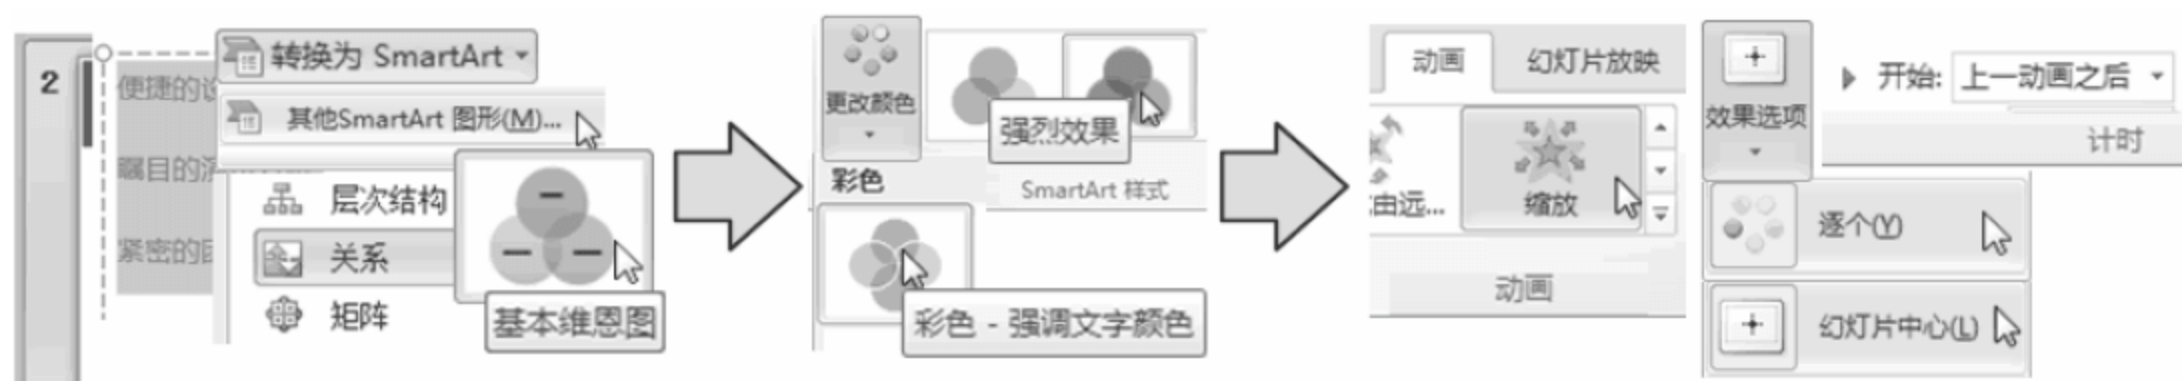 2
转换为 SmartArt
便捷的
其他SmartArt 图形(M)...
瞩目的
层次结构
紧密的
关系
矩阵
基本维恩图
更改颜色
强烈效果
彩色
SmartArt 样式
彩色 - 强调文字颜色
动画
幻灯片放映
由远...
缩放
动画
效果选项
开始: 上一动画之后
计时
逐个(Y)
幻灯片中心(L)